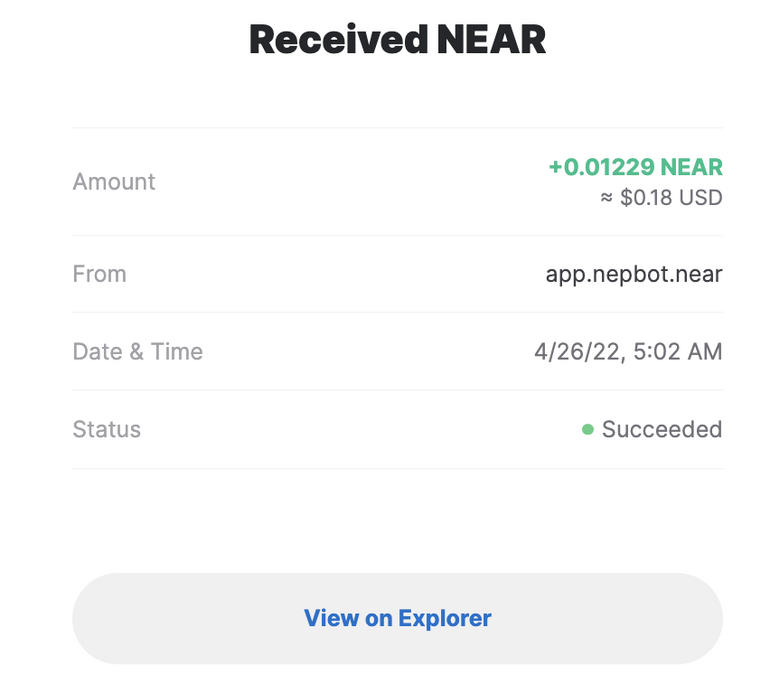 Received NEAR
Amount
+0.01229 NEAR
≈ $0.18 USD
From
app.nepbot.near
Date & Time
4/26/22, 5:02 AM
Status
Succeeded
View on Explorer